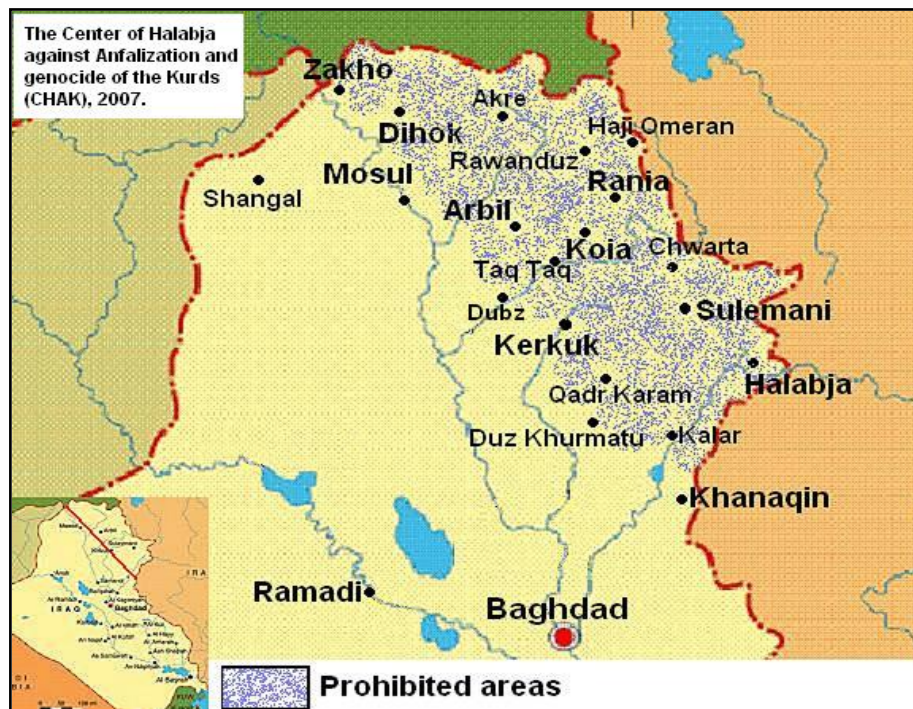 The Center of Halabja
against Anfalization and
genocide of the Kurds
(CHAK), 2007.
Zakho
Akre
Dihok
Haji Omeran
Rawanduz
Mosul
Shangal
Rania
Arbil
Koia
Chwarta
Taq Taq
Dubz
Sulemani
Kerkuk
Halabja
Qadr Karam
Duz Khurmatu
Kalar
Khanaqin
Ramadi
Baghdad
Prohibited areas
IRAQ
Baghdad